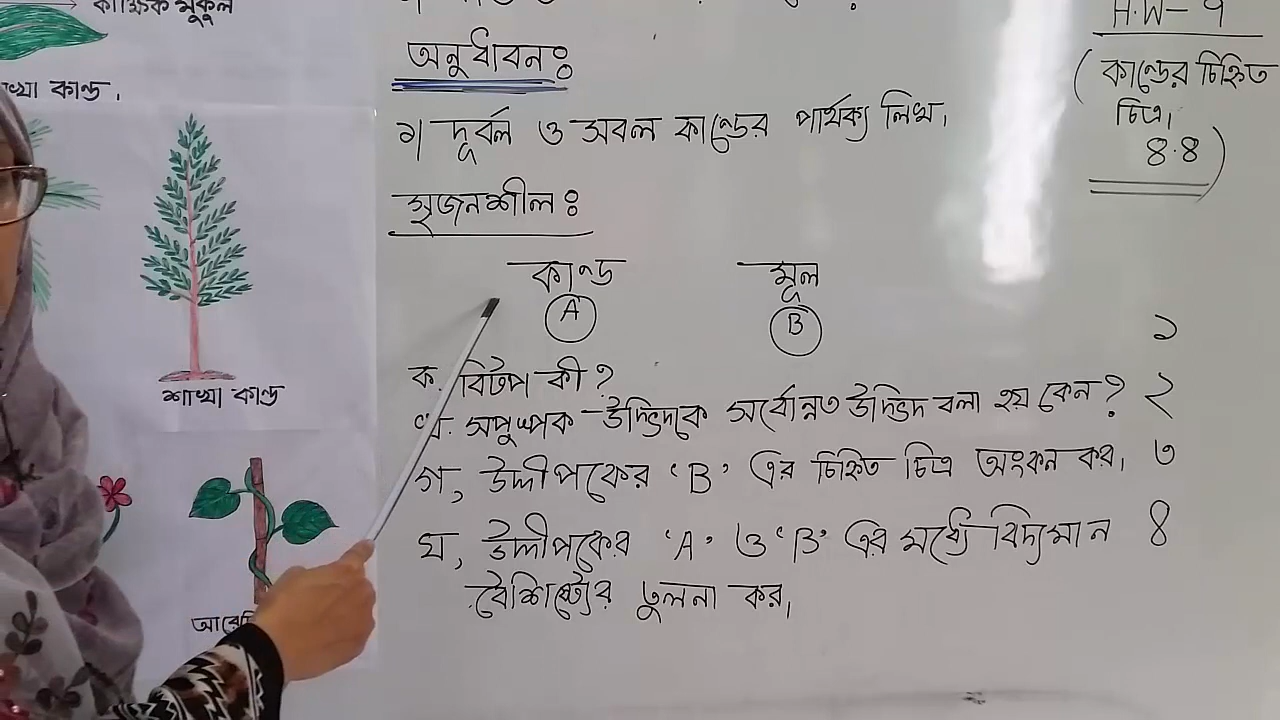 কাক্ষিক মুকুল
কান্ড,
শাখা কান্ড
অনুধাবনঃ
১। দূর্বল ও সবল কান্ডের পার্থক্য লিখ,
সৃজনশীলঃ
কাণ্ড
মূল
A
B
ক. বিটপ কী? ১
খ. সপুষ্পক উদ্ভিদকে সর্বোন্নত উদ্ভিদ বলা হয় কেন? ২
গ, উদ্দীপকের 'B' এর চিহ্নিত চিত্র অংকন কর, ৩
ঘ, উদ্দীপকের 'A' ও 'B' এর মধ্যে বিদ্যমান ৪
বৈশিষ্ট্যের তুলনা কর,
H.W- ৭
(কান্ডের চিহ্নিত
চিত্র,
৪.৪)